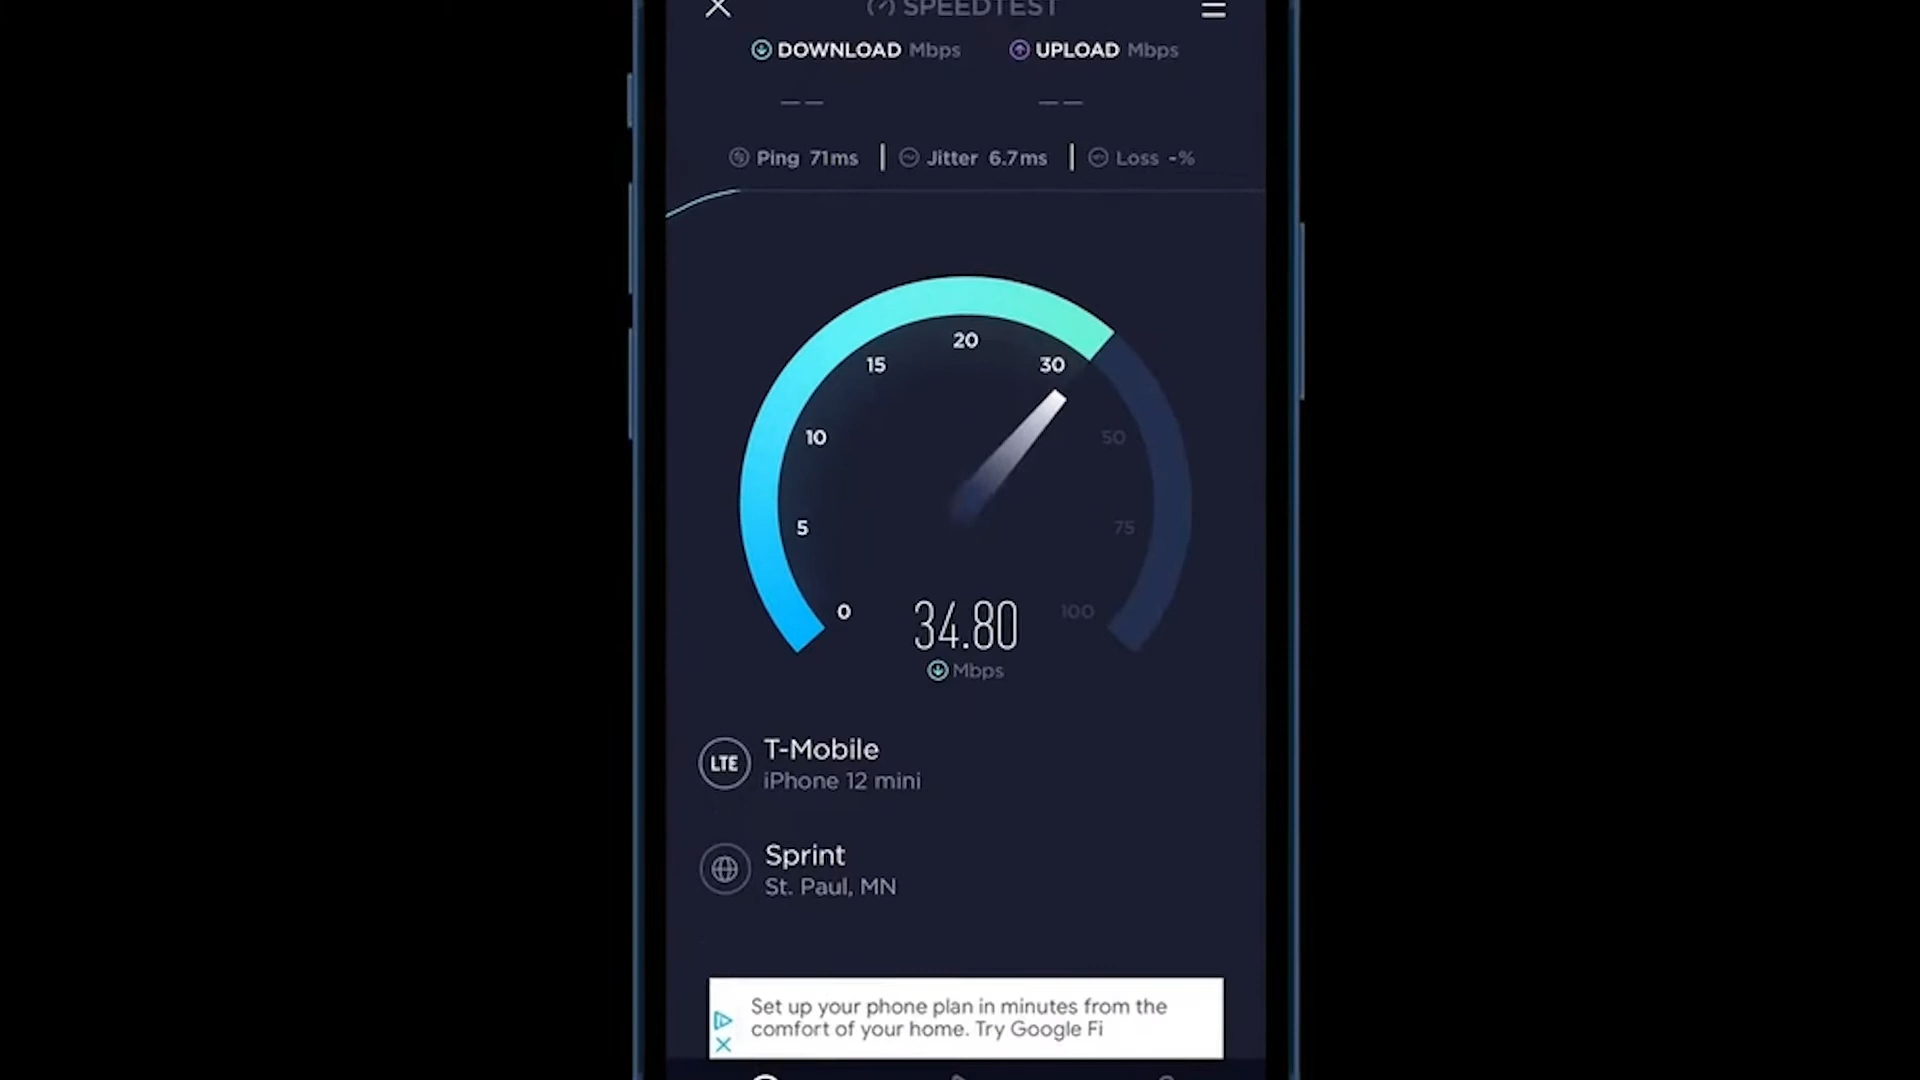 SPEEDTEST
DOWNLOAD Mbps UPLOAD Mbps
— — — —
Ping 71ms | Jitter 6.7ms | Loss -%
20
15 30
10 50
5 75
0 100
34.80
Mbps
LTE
T-Mobile
iPhone 12 mini
Sprint
St. Paul, MN
Set up your phone plan in minutes from the
comfort of your home. Try Google Fi